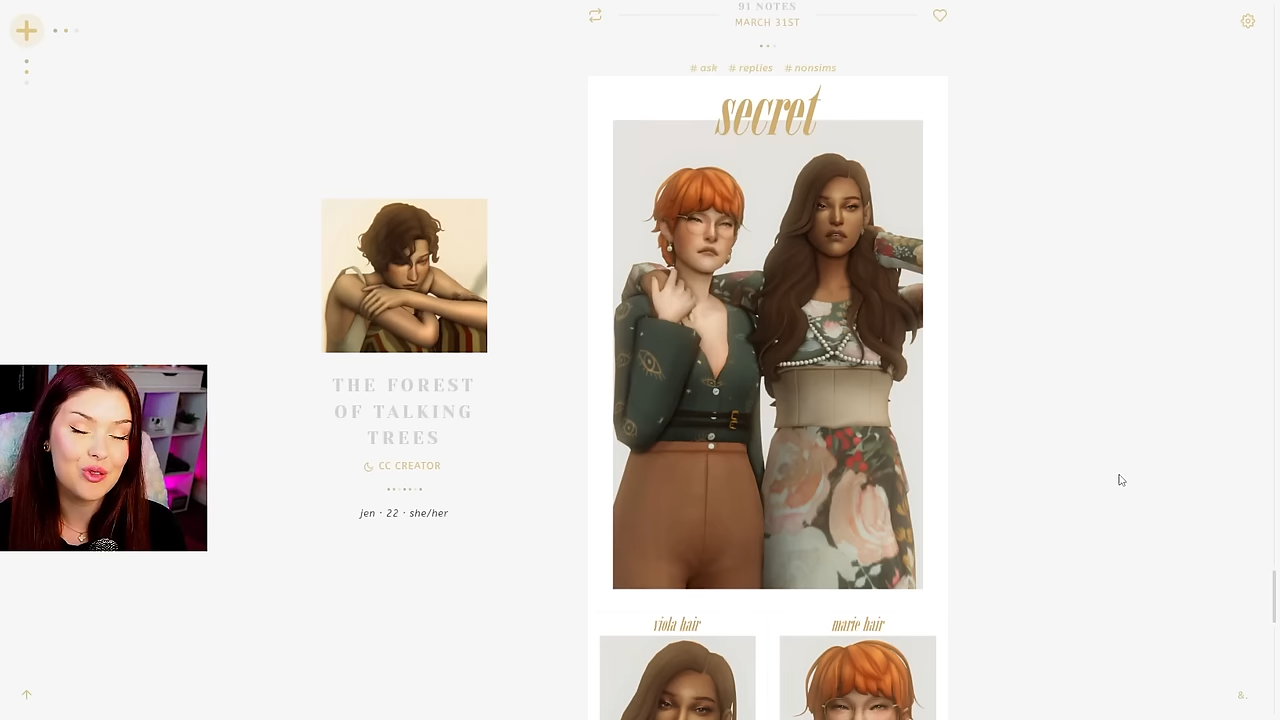 91 NOTES
MARCH 31ST
# ask # replies # nonsims
secret
THE FOREST
OF TALKING
TREES
CC CREATOR
jen · 22 · she/her
viola hair
marie hair
&.